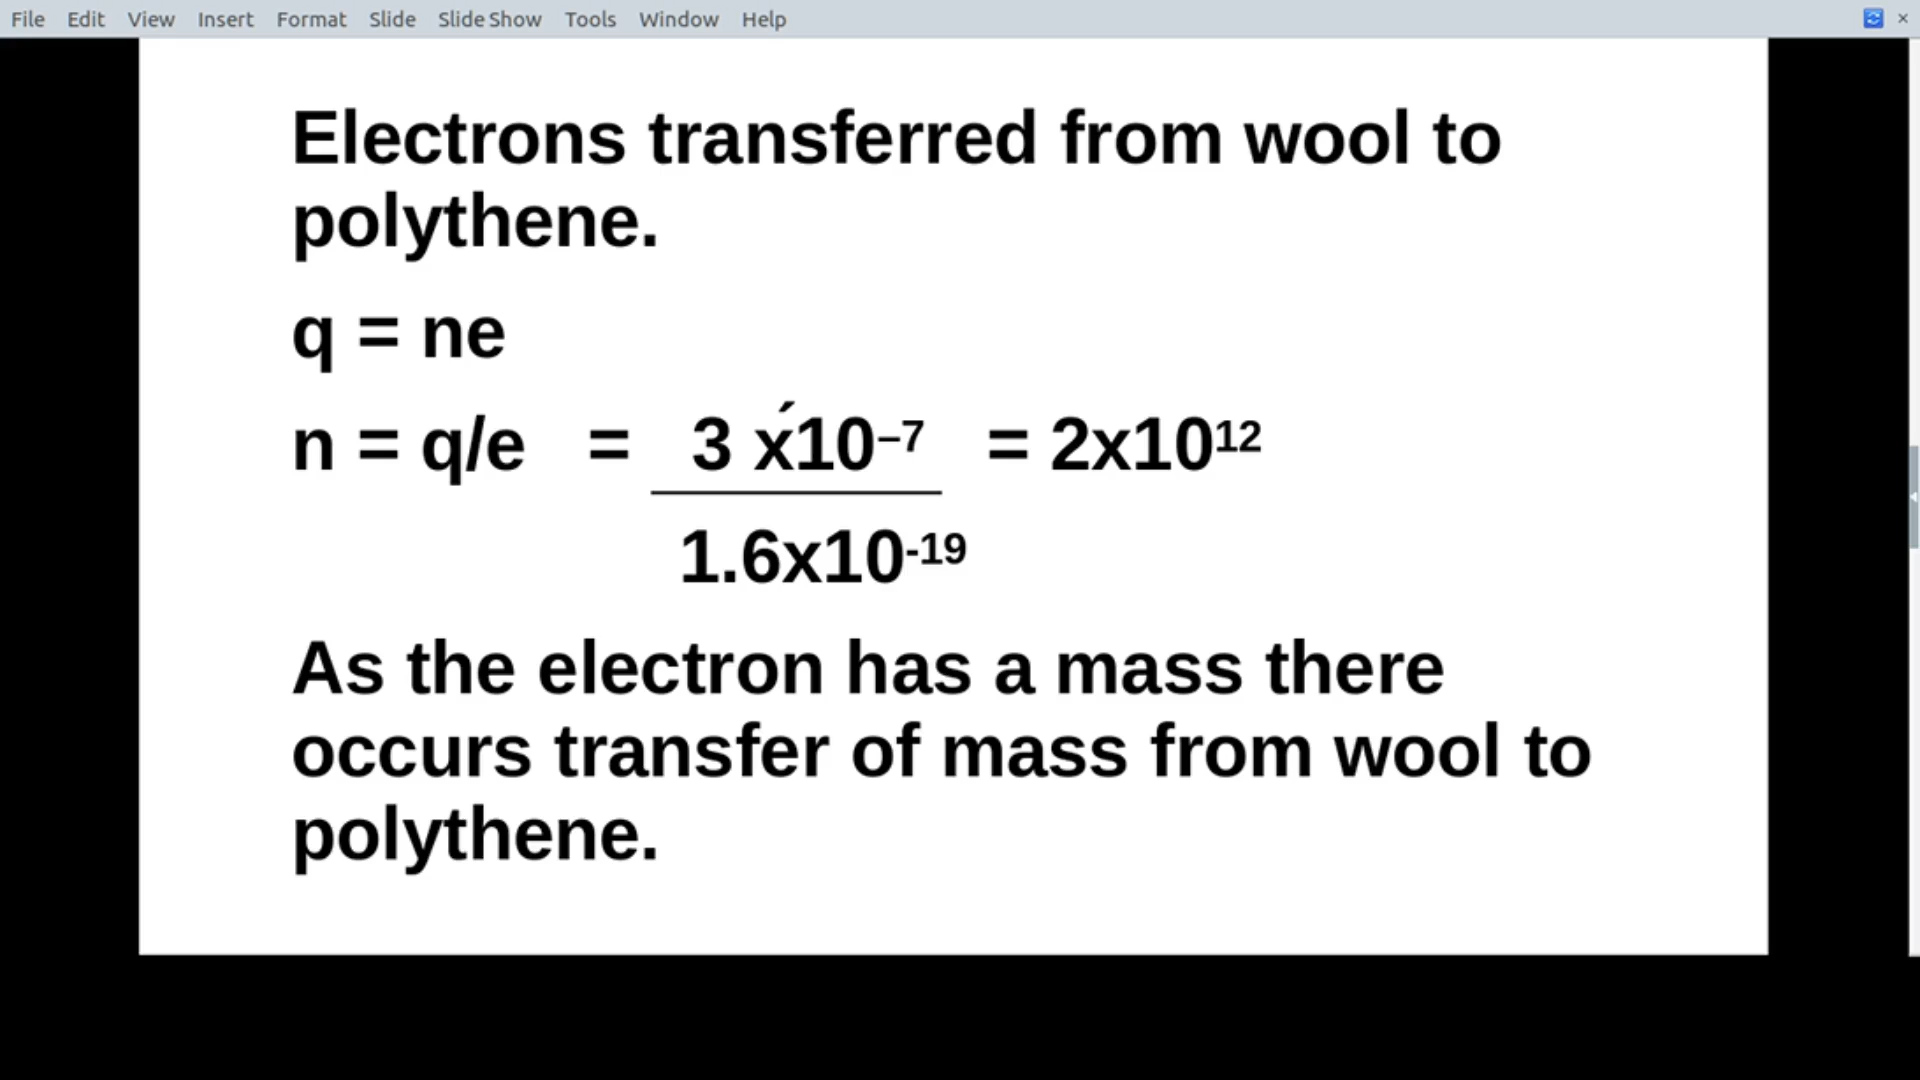 File Edit View Insert Format Slide Slide Show Tools Window Help
Electrons transferred from wool to
polythene.
q = ne
n = q/e = 3 x́10⁻⁷ = 2x10¹²
1.6x10⁻¹⁹
As the electron has a mass there
occurs transfer of mass from wool to
polythene.